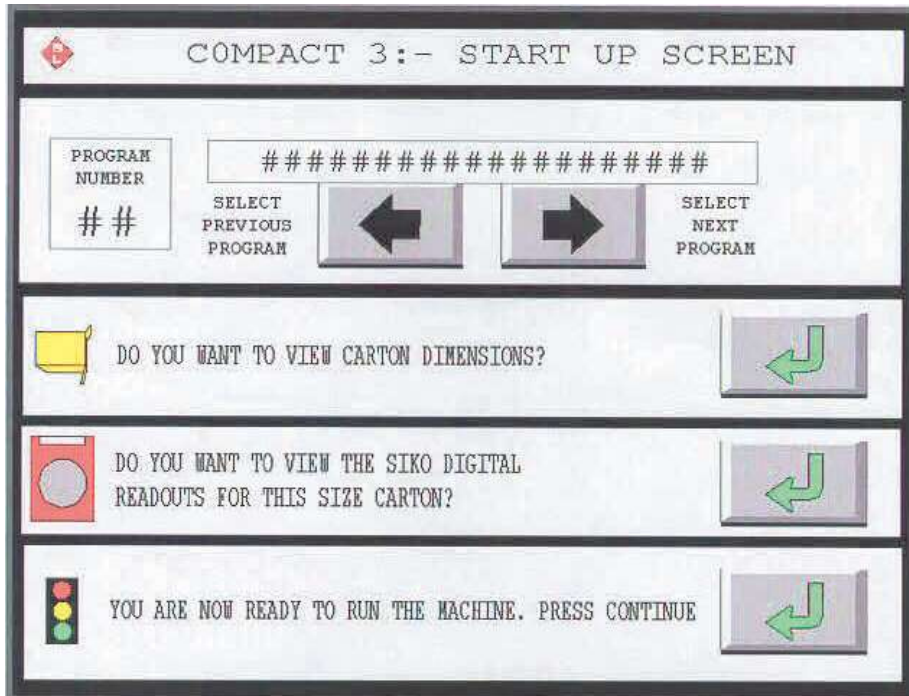 COMPACT 3:- START UP SCREEN
PROGRAM
NUMBER
##
####################
SELECT
PREVIOUS
PROGRAM
SELECT
NEXT
PROGRAM
DO YOU WANT TO VIEW CARTON DIMENSIONS?
DO YOU WANT TO VIEW THE SIKO DIGITAL
READOUTS FOR THIS SIZE CARTON?
YOU ARE NOW READY TO RUN THE MACHINE. PRESS CONTINUE